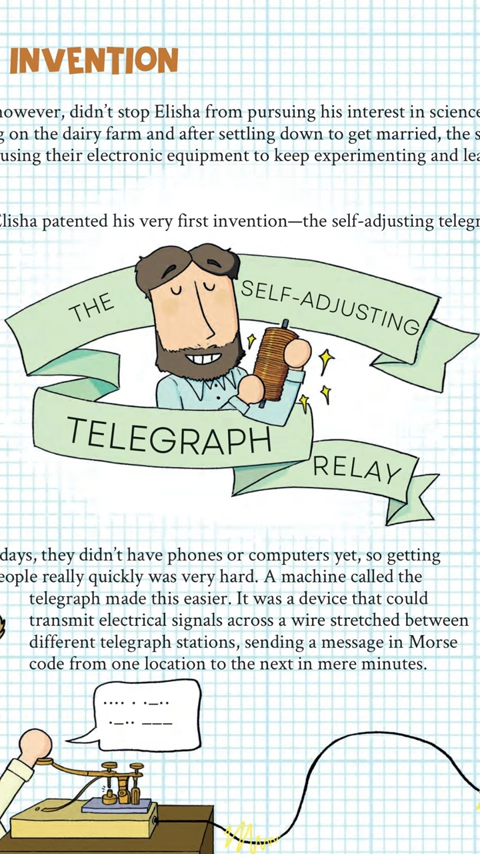 INVENTION
however, didn’t stop Elisha from pursuing his interest in science
on the dairy farm and after settling down to get married, the
using their electronic equipment to keep experimenting and
Elisha patented his very first invention—the self-adjusting
THE SELF-ADJUSTING
TELEGRAPH
RELAY
days, they didn’t have phones or computers yet, so getting
people really quickly was very hard. A machine called the
telegraph made this easier. It was a device that could
transmit electrical signals across a wire stretched between
different telegraph stations, sending a message in Morse
code from one location to the next in mere minutes.
···· · ·—··
·—·· ———